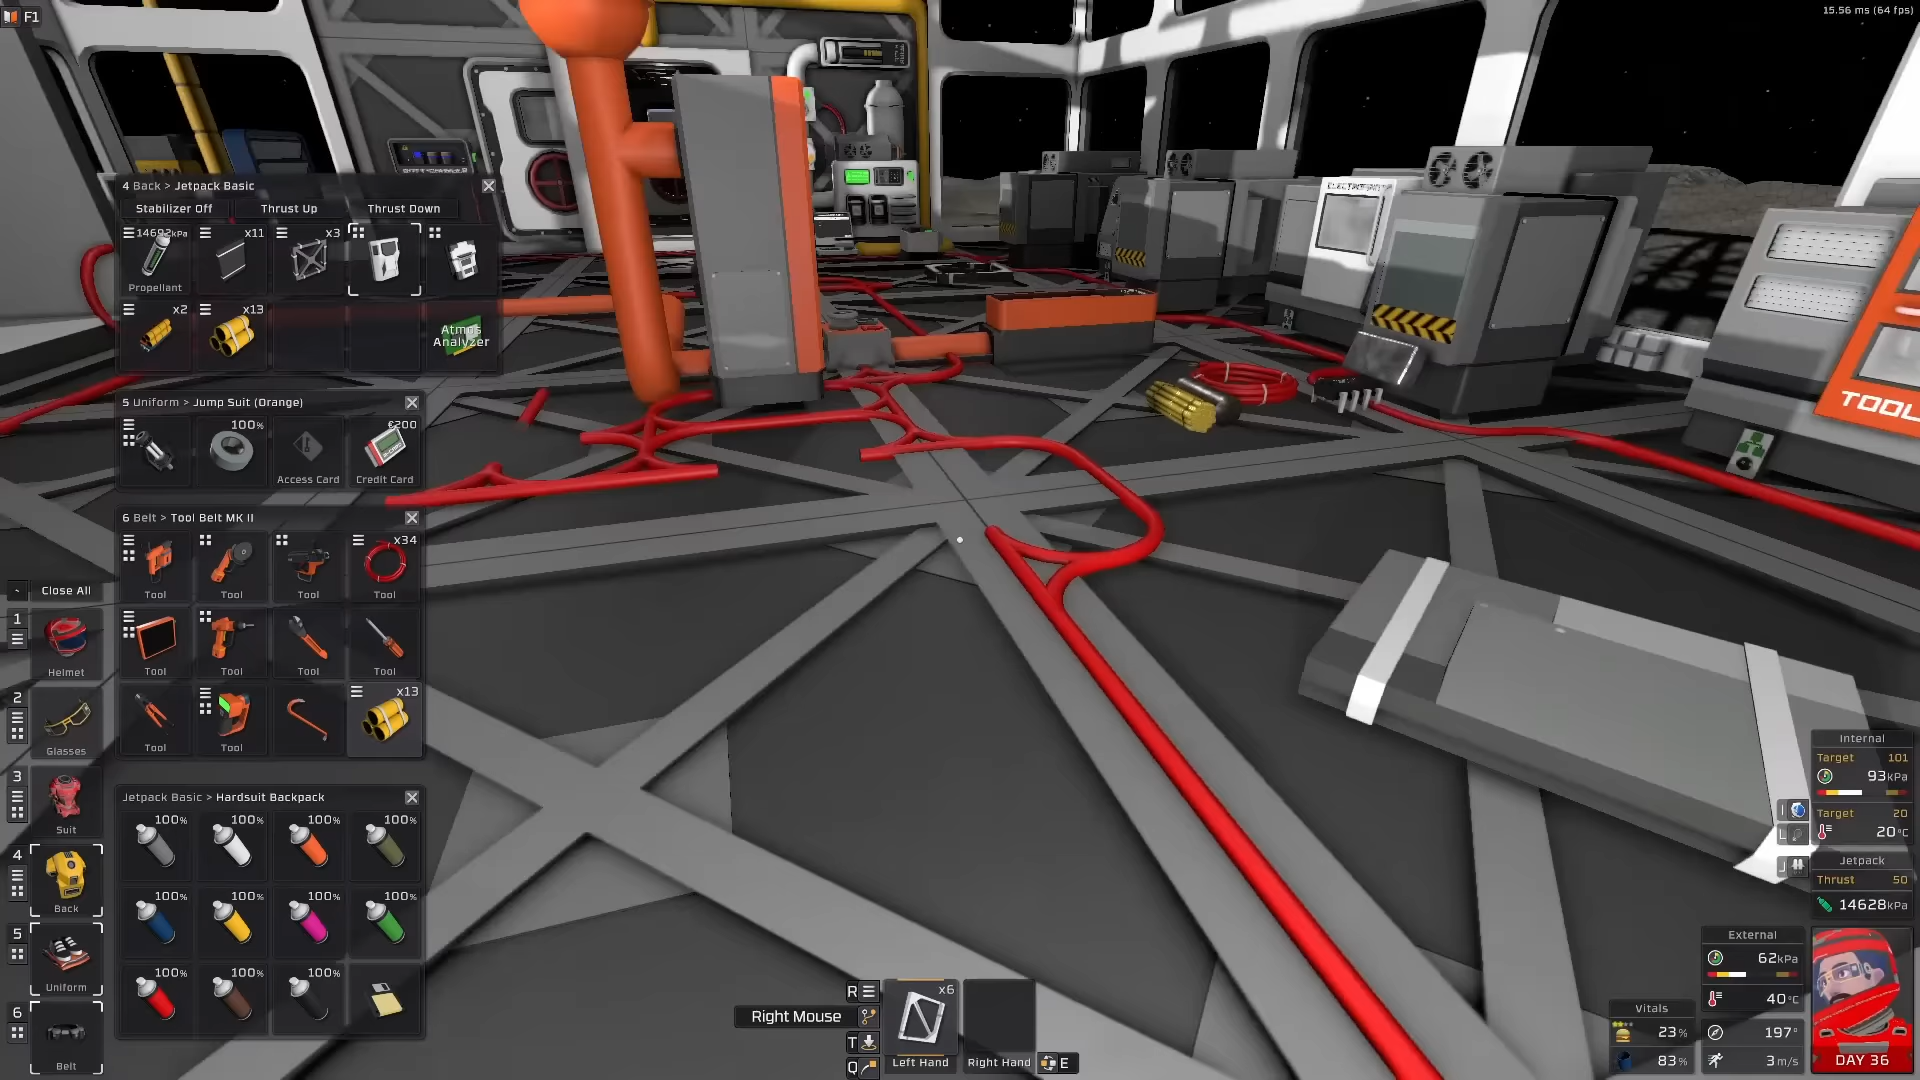 F1
15.56 ms (64 fps)
4 Back > Jetpack Basic
Stabilizer Off
Thrust Up
Thrust Down
14692kPa
x11
x3
Propellant
x2
x13
Atmos
Analyzer
5 Uniform > Jump Suit (Orange)
100%
€200
Access Card
Credit Card
6 Belt > Tool Belt MK II
x34
Tool
Tool
Tool
Tool
Tool
Tool
Tool
Tool
x13
Tool
Tool
~
Close All
1
Helmet
2
Glasses
3
Suit
4
Back
5
Uniform
6
Belt
Jetpack Basic > Hardsuit Backpack
100%
100%
100%
100%
100%
100%
100%
100%
100%
100%
100%
ELECTRONICS
TOOL
Right Mouse
R
T
Q
x6
Left Hand
Right Hand
E
Internal
Target 101
93kPa
Target 20
20°C
Jetpack
Thrust 50
14628kPa
External
62kPa
40°C
197°
3m/s
Vitals
23%
83%
DAY 36